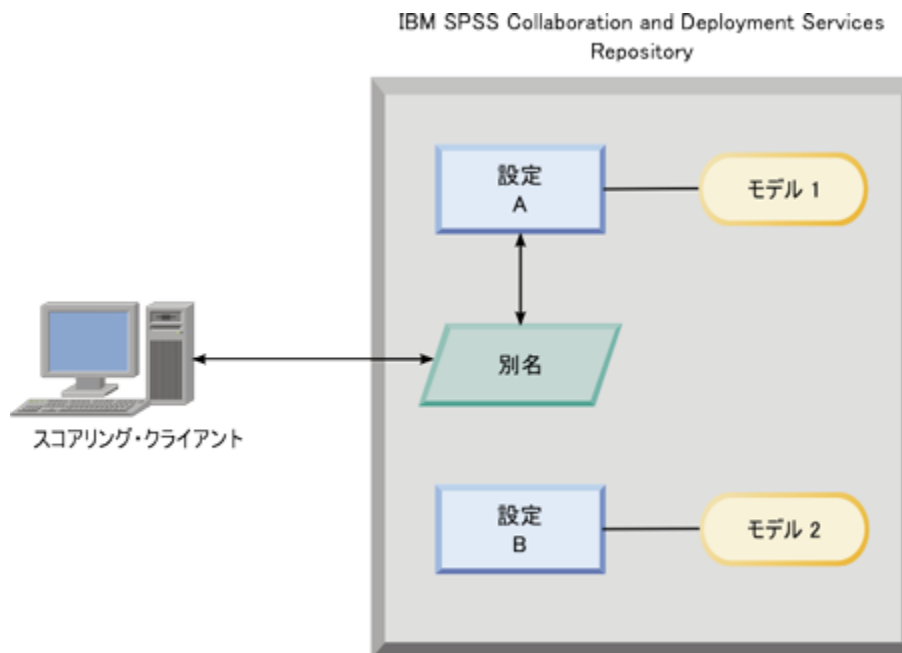 IBM SPSS Collaboration and Deployment Services
Repository
設定
A
モデル 1
別名
スコアリング・クライアント
設定
B
モデル 2